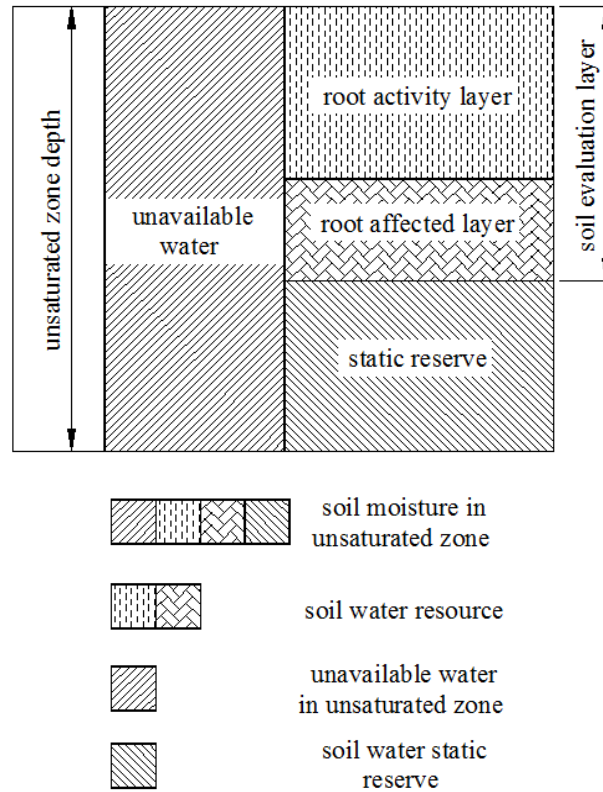 unsaturated zone depth
unavailable
water
root activity layer
root affected layer
static reserve
soil evaluation layer
soil moisture in
unsaturated zone
soil water resource
unavailable water
in unsaturated zone
soil water static
reserve